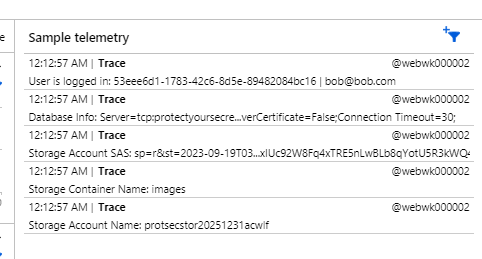 e
Sample telemetry
12:12:57 AM | Trace @webwk000002
User is logged in: 53eee6d1-1783-42c6-8d5e-89482084bc16 | bob@bob.com
12:12:57 AM | Trace @webwk000002
Database Info: Server=tcp:protectyoursecre...verCertificate=False;Connection Timeout=30;
12:12:57 AM | Trace @webwk000002
Storage Account SAS: sp=r&st=2023-09-19T03...xIUc92W8Fq4xTRE5nLwBLb8qYotU5R3kWQ4
12:12:57 AM | Trace @webwk000002
Storage Container Name: images
12:12:57 AM | Trace @webwk000002
Storage Account Name: protsecstor20251231acwlf